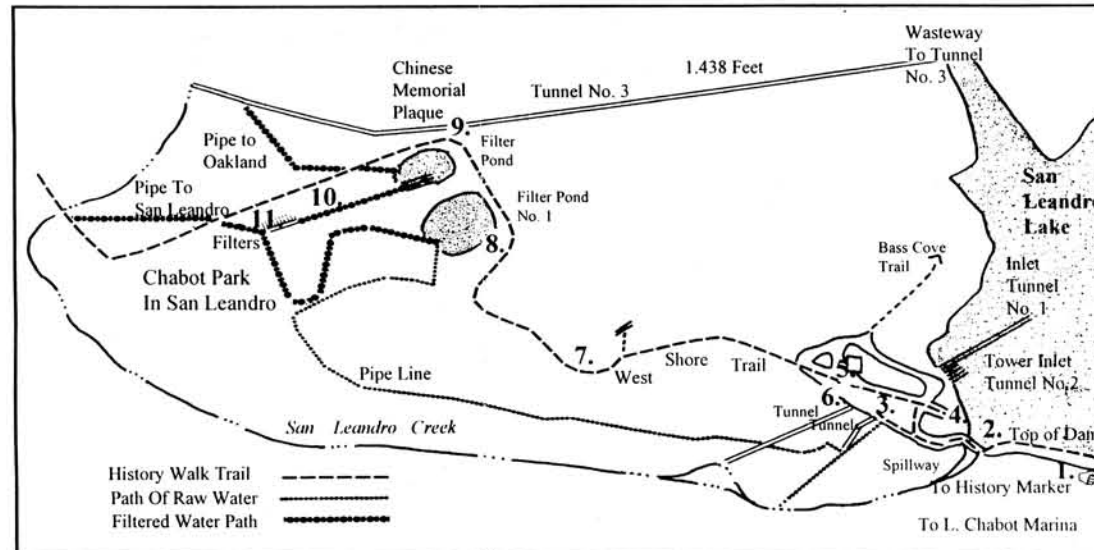 Wasteway
To Tunnel
No. 3
1.438 Feet
Tunnel No. 3
Chinese
Memorial
Plaque
9.
Filter
Pond
Pipe to
Oakland
10.
Pipe To
San Leandro
11
Filters
Filter Pond
No. 1
8.
San
Leandro
Lake
Bass Cove
Trail
Inlet
Tunnel
No. 1
Chabot Park
In San Leandro
7.
West Shore Trail
5.
Tower Inlet
Tunnel No.2
Pipe Line
6.
3.
4.
Tunnel
Tunnel
2.
Top of Dam
San Leandro Creek
Spillway
1.
To History Marker
To L. Chabot Marina
History Walk Trail
Path Of Raw Water
Filtered Water Path